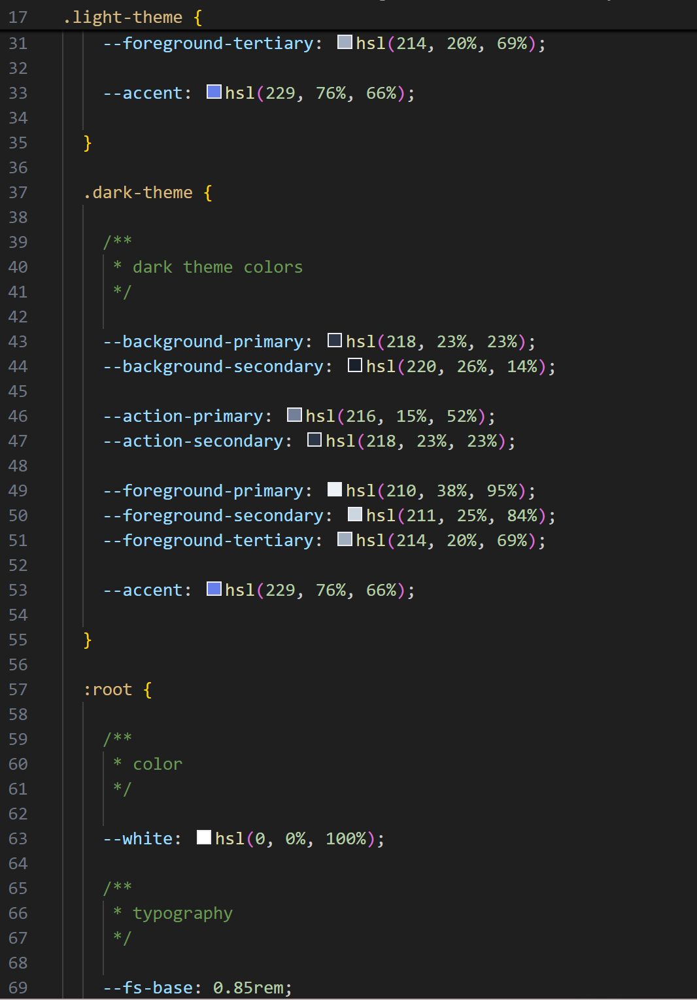 17 .light-theme {
31 --foreground-tertiary: hsl(214, 20%, 69%);
32
33 --accent: hsl(229, 76%, 66%);
34
35 }
36
37 .dark-theme {
38
39 /**
40 * dark theme colors
41 */
42
43 --background-primary: hsl(218, 23%, 23%);
44 --background-secondary: hsl(220, 26%, 14%);
45
46 --action-primary: hsl(216, 15%, 52%);
47 --action-secondary: hsl(218, 23%, 23%);
48
49 --foreground-primary: hsl(210, 38%, 95%);
50 --foreground-secondary: hsl(211, 25%, 84%);
51 --foreground-tertiary: hsl(214, 20%, 69%);
52
53 --accent: hsl(229, 76%, 66%);
54
55 }
56
57 :root {
58
59 /**
60 * color
61 */
62
63 --white: hsl(0, 0%, 100%);
64
65 /**
66 * typography
67 */
68
69 --fs-base: 0.85rem;